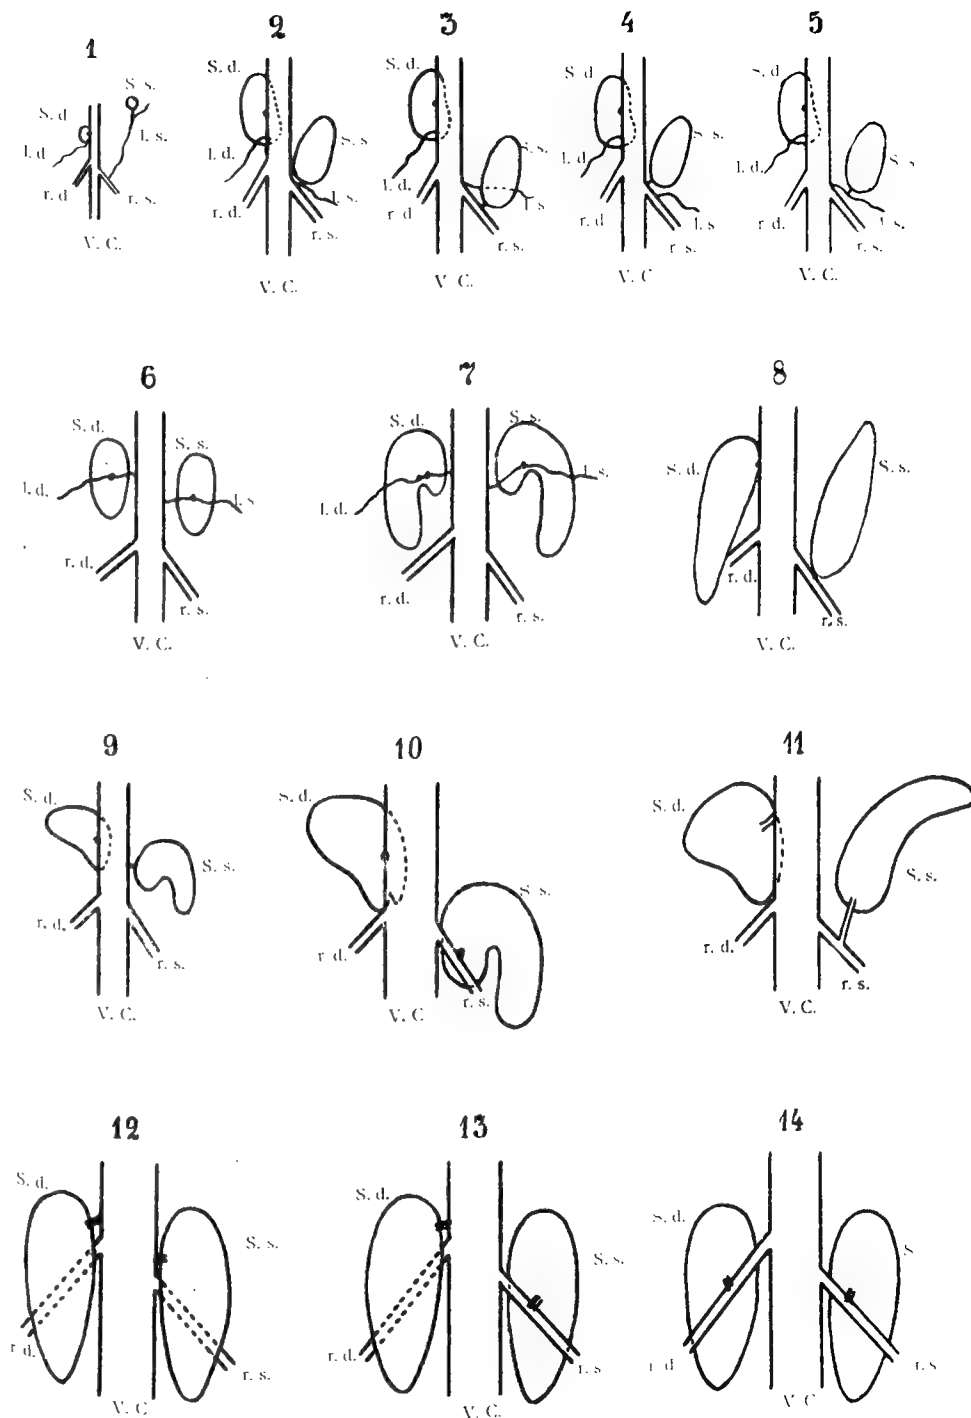 1
2
3
4
5
S. s.
S. d
l. d
l. s.
r. d
r. s.
V. C.
S. d.
S. s
l. d.
l. s.
r. d.
r. s.
V. C.
S. d.
S. s.
l. d.
l s
r d
r. s.
V C.
S d
S s.
l. d.
l. s
r d
r s
V. C
S. d
S s
l. d.
l. s.
r. d.
r. s.
V. C.
6
7
8
S. d.
S. s.
l. d.
l. s
r. d.
r. s.
V. C.
S. d.
S. s.
l. d.
l. s.
r. d.
r. s.
V. C.
S. d.
S. s.
r. d.
r. s.
V. C.
9
10
11
S. d.
S. s.
r. d.
r. s.
V. C.
S. d.
S. s.
r d.
r. s.
V. C
S. d.
S. s.
r. d.
r. s.
V. C.
12
13
14
S. d.
S. s.
r. d.
r. s.
V. C
S. d.
S. s.
r. d.
r. s
V. C.
S. d.
S
r d
r. s
V. C